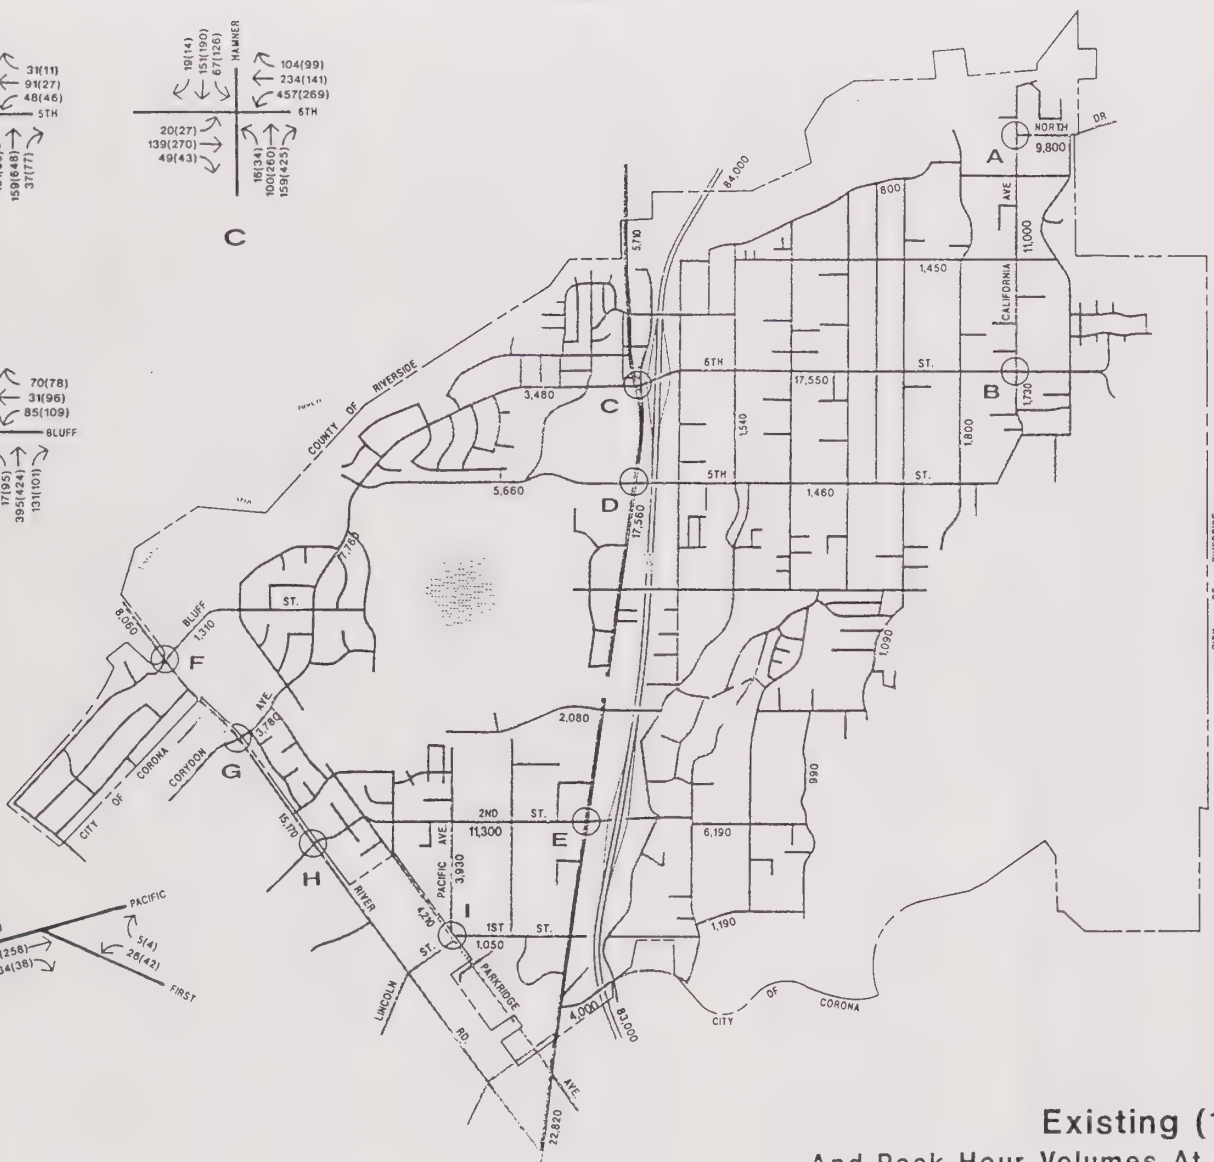 31(11)
91(27)
48(46)
5TH
159(648)
37(77)
19(14)
151(190)
67(126)
HAMNER
104(99)
234(141)
457(269)
6TH
20(27)
139(270)
49(43)
16(34)
100(260)
159(425)
C
70(78)
31(96)
85(109)
BLUFF
17(95)
395(424)
131(101)
PACIFIC
5(4)
26(42)
(258)
34(38)
FIRST
84,000
NORTH DR
9,800
A
5,710
600
AVE
11,000
CALIFORNIA
1,450
COUNTY OF RIVERSIDE
6TH ST.
17,550
3,480
C
B
1,730
1,540
1,800
5TH ST.
1,460
5,660
D
17,560
7,760
BLUFF ST.
1,310
8,060
F
1,090
AVE.
3,780
CORYDON
G
CITY OF CORONA
2,080
990
2ND ST.
11,300
E
6,190
PACIFIC AVE.
3,930
15,170
H
RIVER RD.
4,210
I
1ST ST.
1,050
1,190
LINCOLN ST.
PARKRIDGE AVE.
4,000
83,000
CITY OF CORONA
22,820
Existing (1
And Peak Hour Volumes At